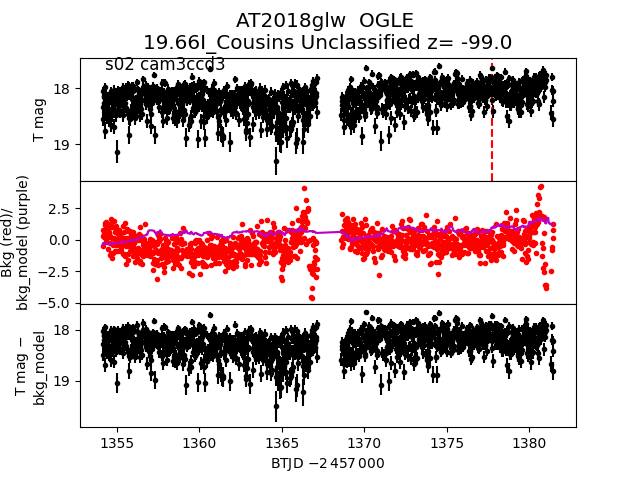 AT2018glw  OGLE
19.66I_Cousins Unclassified z= -99.0
s02 cam3ccd3
18
19
T mag
2.5
0.0
−2.5
−5.0
Bkg (red)/
bkg_model (purple)
18
19
T mag −
bkg_model
1355 1360 1365 1370 1375 1380
BTJD −2 457 000